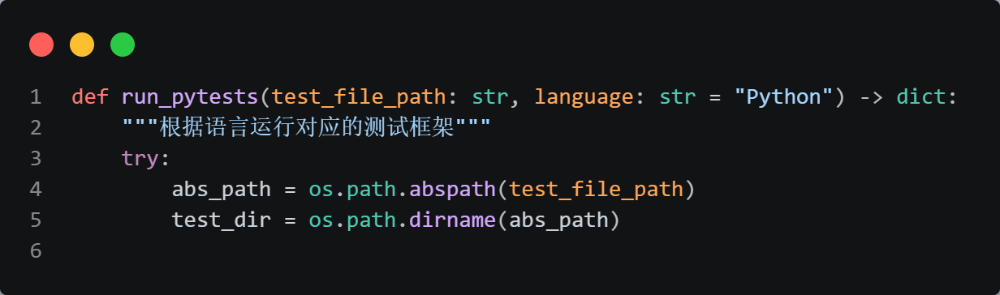 1 def run_pytests(test_file_path: str, language: str = "Python") -> dict:
2     """根据语言运行对应的测试框架"""
3     try:
4         abs_path = os.path.abspath(test_file_path)
5         test_dir = os.path.dirname(abs_path)
6